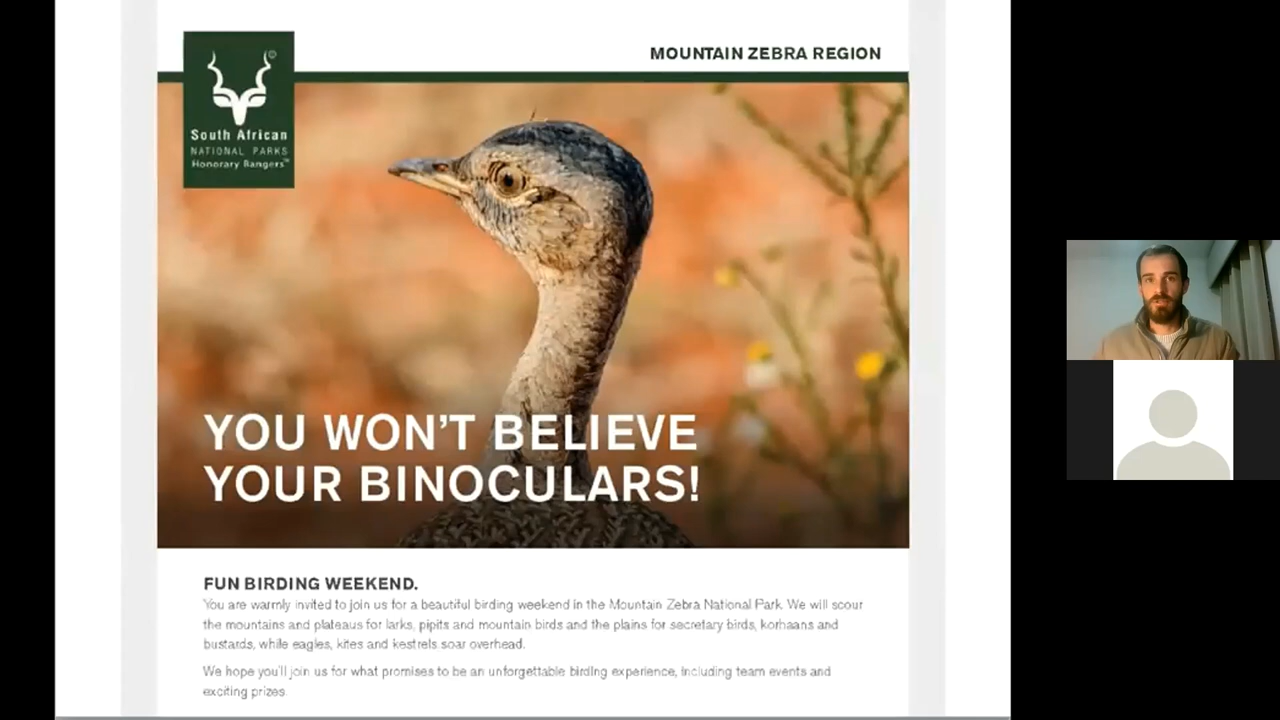 MOUNTAIN ZEBRA REGION
South African
NATIONAL PARKS
Honorary Rangers™
YOU WON'T BELIEVE
YOUR BINOCULARS!
FUN BIRDING WEEKEND.
You are warmly invited to join us for a beautiful birding weekend in the Mountain Zebra National Park. We will scour
the mountains and plateaus for larks, pipits and mountain birds and the plains for secretary birds, korhaans and
bustards, while eagles, kites and kestrels soar overhead.
We hope you'll join us for what promises to be an unforgettable birding experience, including team events and
exciting prizes.